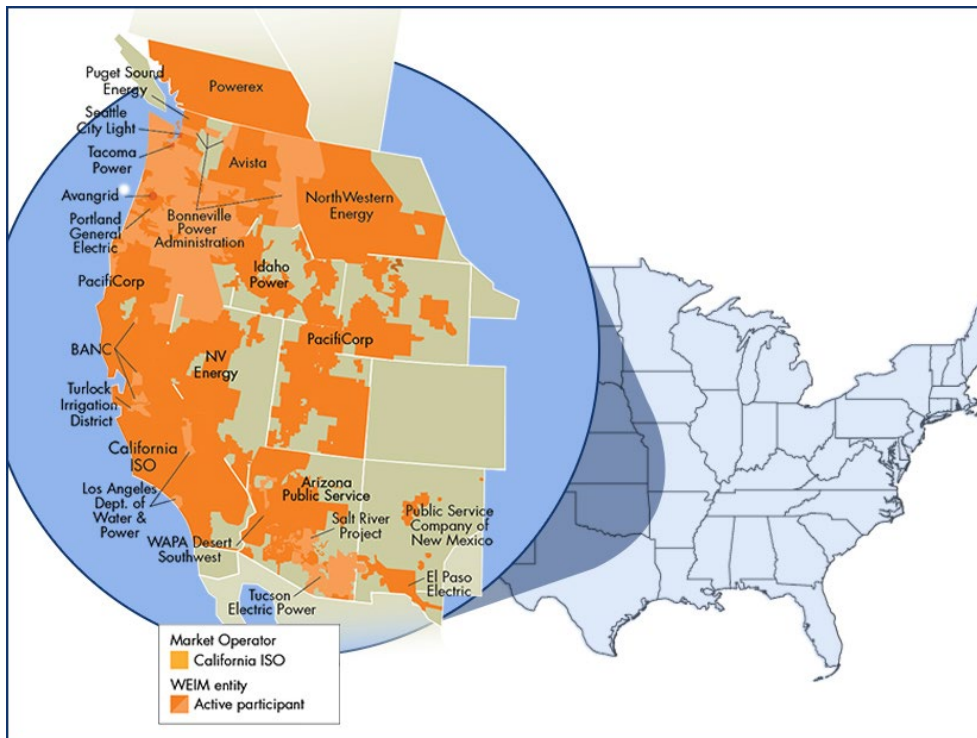 Powerex
Puget Sound
Energy
Seattle
City Light
Tacoma
Power
Avista
Avangrid
NorthWestern
Energy
Portland
General
Electric
Bonneville
Power
Administration
PacifiCorp
Idaho
Power
BANC
NV
Energy
PacifiCorp
Turlock
Irrigation
District
California
ISO
Arizona
Public Service
Los Angeles
Dept. of
Water &
Power
Salt River
Project
Public Service
Company of
New Mexico
WAPA Desert
Southwest
El Paso
Electric
Tucson
Electric Power
Market Operator
California ISO
WEIM entity
Active participant